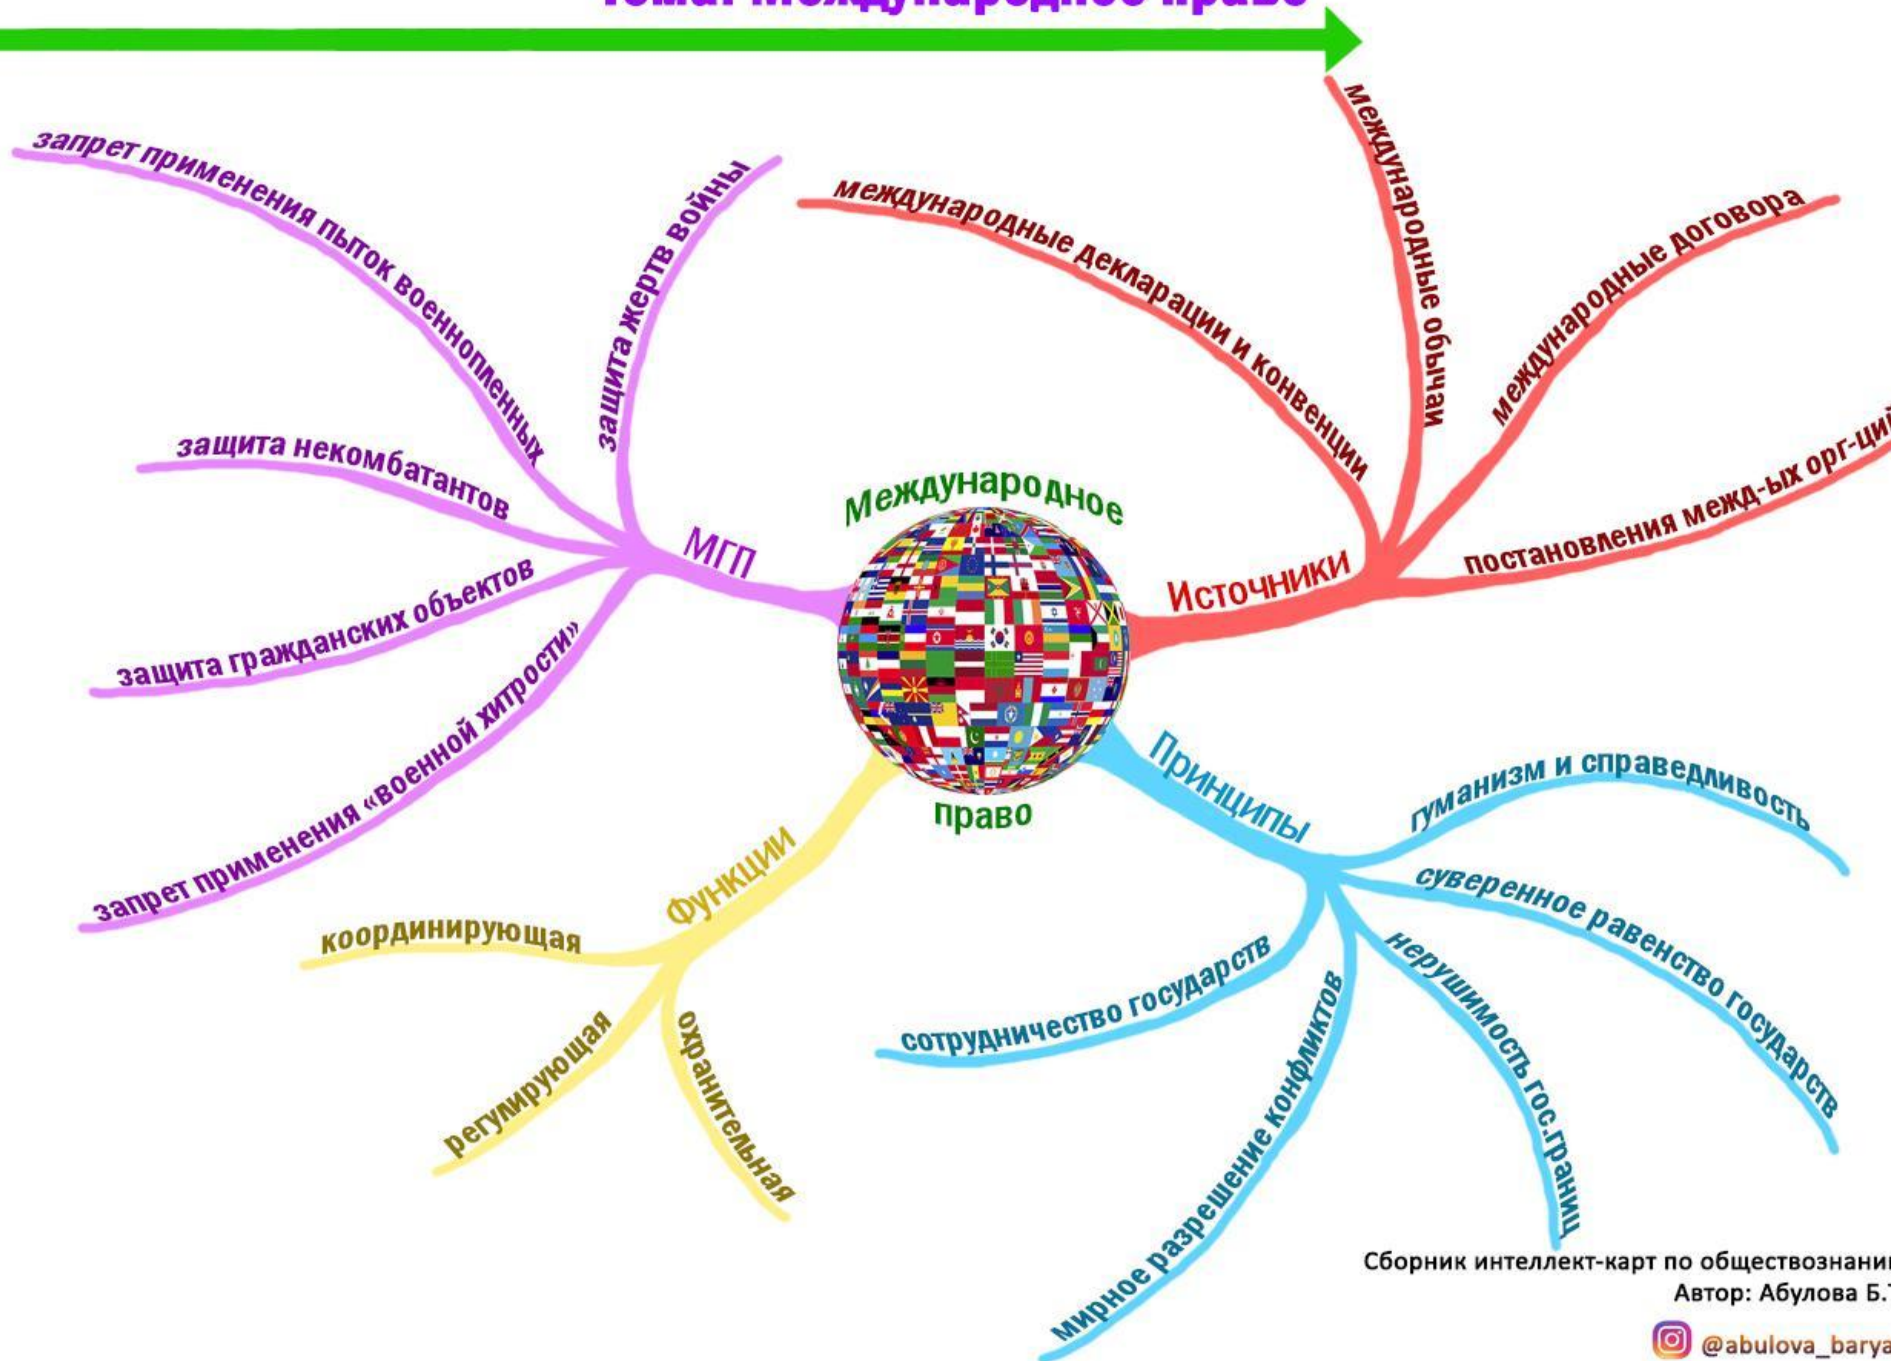 Тема: Международное право
запрет применения пыток военнопленных
защита жертв войны
защита некомбатантов
защита гражданских объектов
запрет применения «военной хитрости»
МГП
международные декларации и конвенции
международные обычаи
международные договора
постановления межд-ых орг-ций
Источники
Международное
право
Принципы
гуманизм и справедливость
суверенное равенство государств
нерушимость гос.границ
мирное разрешение конфликтов
сотрудничество государств
Функции
координирующая
регулирующая
охранительная
Сборник интеллект-карт по обществознани
Автор: Абулова Б.
@abulova_barya